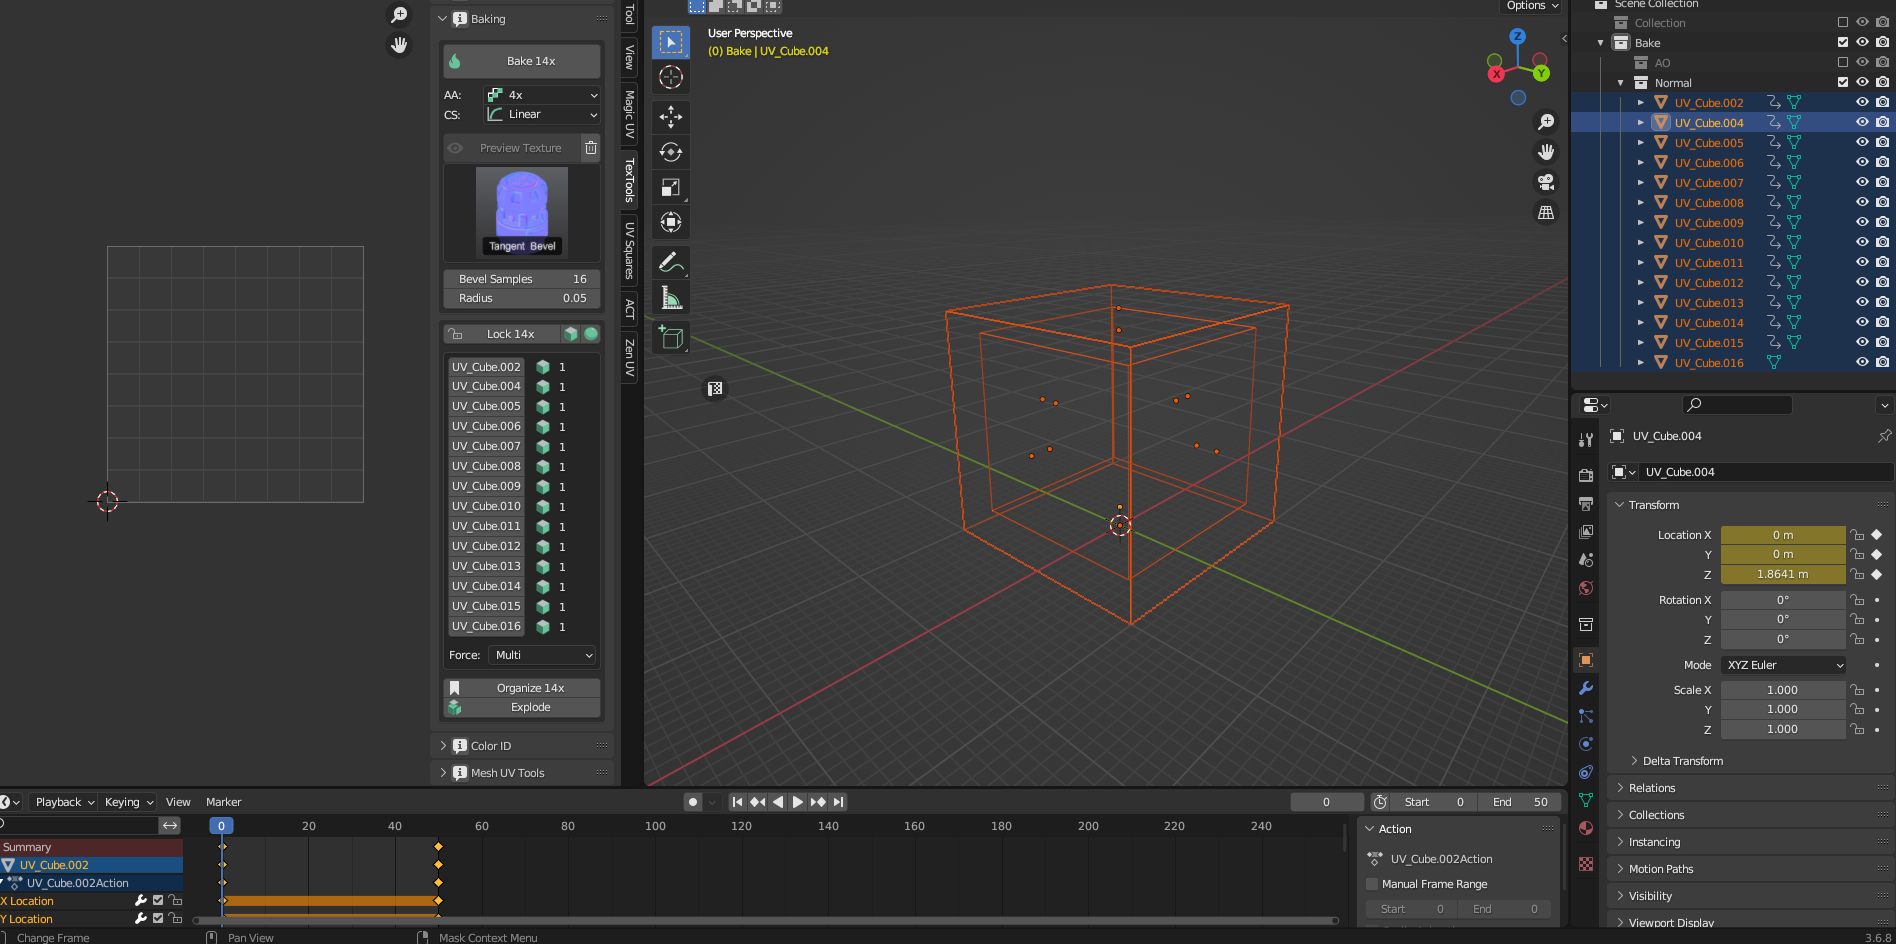 Baking
Bake 14x
AA:
4x
CS:
Linear
Preview Texture
Tangent Bevel
Bevel Samples 16
Radius 0.05
Lock 14x
UV_Cube.002 1
UV_Cube.004 1
UV_Cube.005 1
UV_Cube.006 1
UV_Cube.007 1
UV_Cube.008 1
UV_Cube.009 1
UV_Cube.010 1
UV_Cube.011 1
UV_Cube.012 1
UV_Cube.013 1
UV_Cube.014 1
UV_Cube.015 1
UV_Cube.016 1
Force: Multi
Organize 14x
Explode
Color ID
Mesh UV Tools
Tool
View
Magic UV
TexTools
UV Squares
ACT
Zen UV
Options
User Perspective
(0) Bake | UV_Cube.004
Z
X
Y
Scene Collection
Collection
Bake
AO
Normal
UV_Cube.002
UV_Cube.004
UV_Cube.005
UV_Cube.006
UV_Cube.007
UV_Cube.008
UV_Cube.009
UV_Cube.010
UV_Cube.011
UV_Cube.012
UV_Cube.013
UV_Cube.014
UV_Cube.015
UV_Cube.016
UV_Cube.004
UV_Cube.004
Transform
Location X 0 m
Y 0 m
Z 1.8641 m
Rotation X 0°
Y 0°
Z 0°
Mode XYZ Euler
Scale X 1.000
Y 1.000
Z 1.000
Delta Transform
Relations
Collections
Instancing
Motion Paths
Visibility
Viewport Display
Playback Keying View Marker
0 Start 0 End 50
0 20 40 60 80 100 120 140 160 180 200 220 240
Summary
UV_Cube.002
UV_Cube.002Action
X Location
Y Location
Action
UV_Cube.002Action
Manual Frame Range
Start 0 End 0
Change Frame Pan View Mask Context Menu 3.6.8